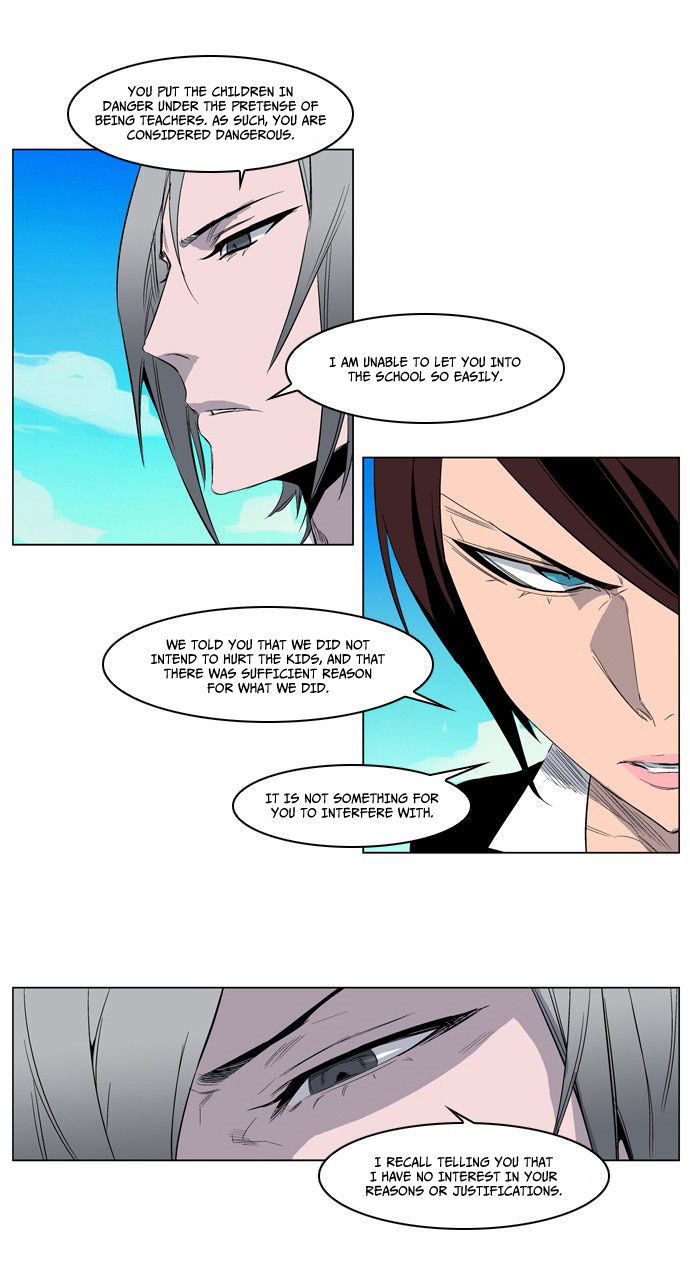 YOU PUT THE CHILDREN IN
DANGER UNDER THE PRETENSE OF
BEING TEACHERS. AS SUCH, YOU ARE
CONSIDERED DANGEROUS.
I AM UNABLE TO LET YOU INTO
THE SCHOOL SO EASILY.
WE TOLD YOU THAT WE DID NOT
INTEND TO HURT THE KIDS, AND THAT
THERE WAS SUFFICIENT REASON
FOR WHAT WE DID.
IT IS NOT SOMETHING FOR
YOU TO INTERFERE WITH.
I RECALL TELLING YOU THAT
I HAVE NO INTEREST IN YOUR
REASONS OR JUSTIFICATIONS.